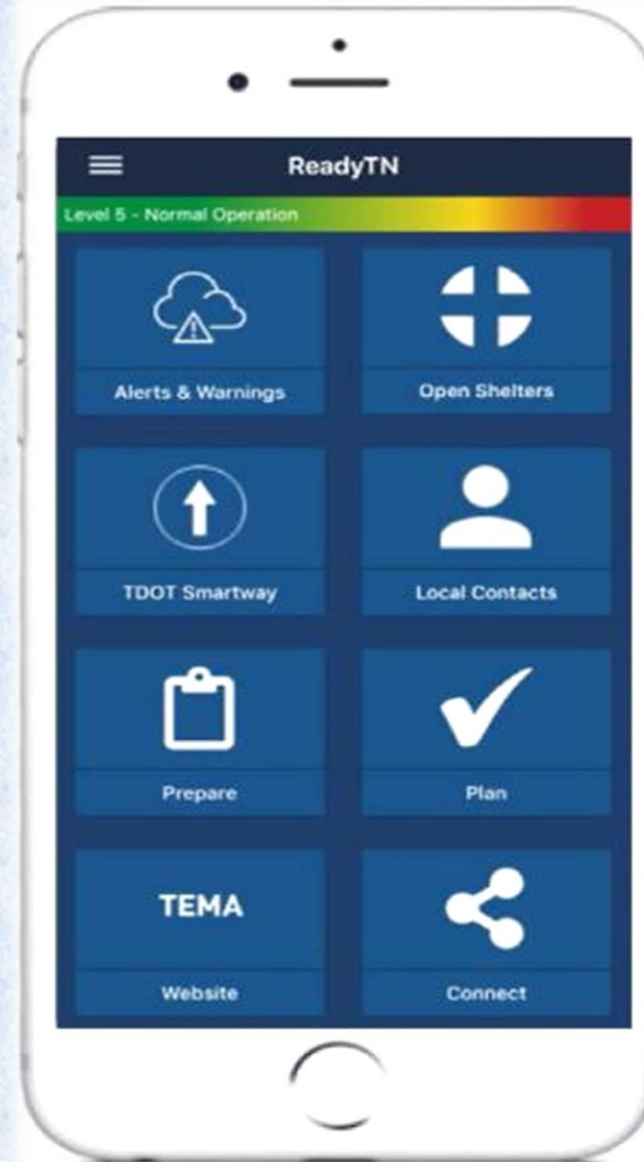 ReadyTN
Level 5 - Normal Operation
Alerts & Warnings
Open Shelters
TDOT Smartway
Local Contacts
Prepare
Plan
TEMA
Website
Connect